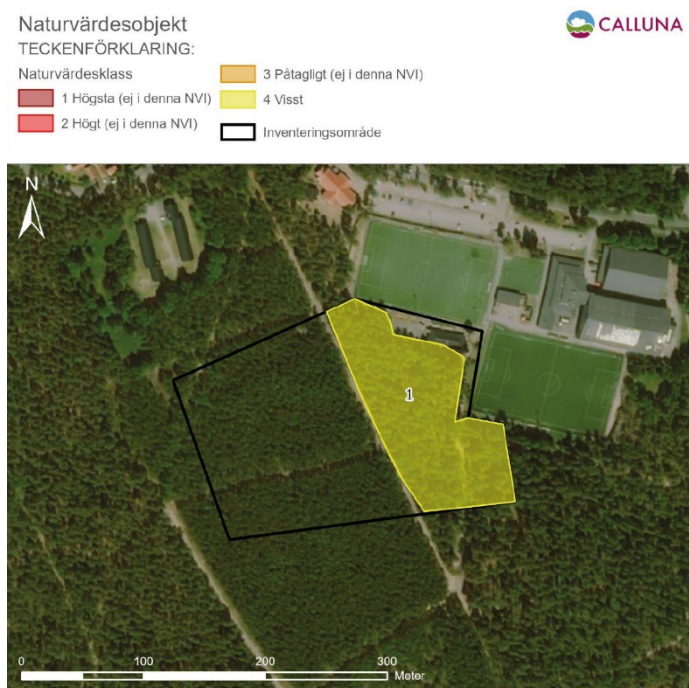 Naturvärdesobjekt
TECKENFÖRKLARING:
Naturvärdesklass
1 Högsta (ej i denna NVI)
2 Högt (ej i denna NVI)
3 Påtagligt (ej i denna NVI)
4 Visst
Inventeringsområde
CALLUNA
N
1
0 100 200 300
Meter